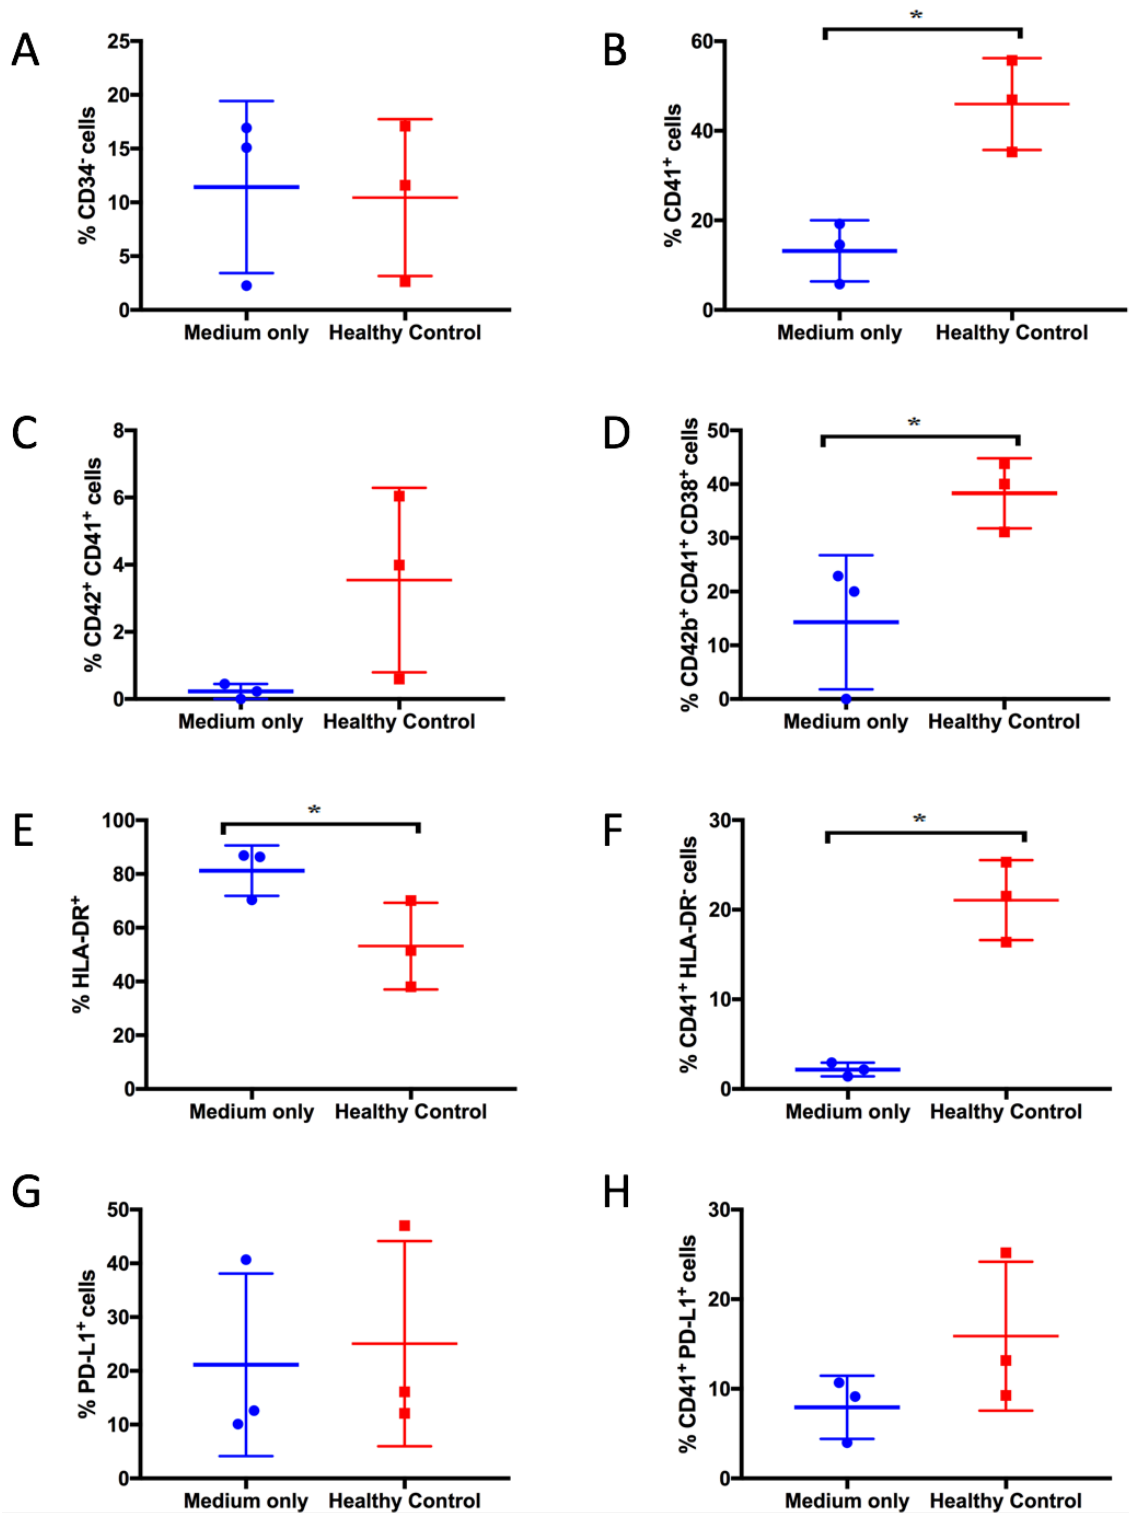 A
% CD34- cells
25
20
15
10
5
0
Medium only Healthy Control
B
*
% CD41+ cells
60
40
20
0
Medium only Healthy Control
C
% CD42+ CD41+ cells
8
6
4
2
0
Medium only Healthy Control
D
*
% CD42b+ CD41+ CD38+ cells
50
40
30
20
10
0
Medium only Healthy Control
E
*
% HLA-DR+
100
80
60
40
20
0
Medium only Healthy Control
F
*
% CD41+ HLA-DR- cells
30
20
10
0
Medium only Healthy Control
G
% PD-L1+ cells
50
40
30
20
10
0
Medium only Healthy Control
H
% CD41+ PD-L1+ cells
30
20
10
0
Medium only Healthy Control